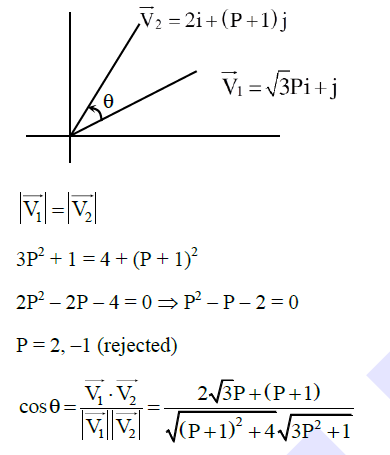 V⃗₂ = 2i + (P + 1) j
θ
V⃗₁ = √3Pi + j
|V⃗₁| = |V⃗₂|
3P² + 1 = 4 + (P + 1)²
2P² – 2P – 4 = 0 ⇒ P² – P – 2 = 0
P = 2, –1 (rejected)
cosθ = (V⃗₁ · V⃗₂)/(|V⃗₁||V⃗₂|) = (2√3P + (P + 1))/(√((P + 1)² + 4)√(3P² + 1))